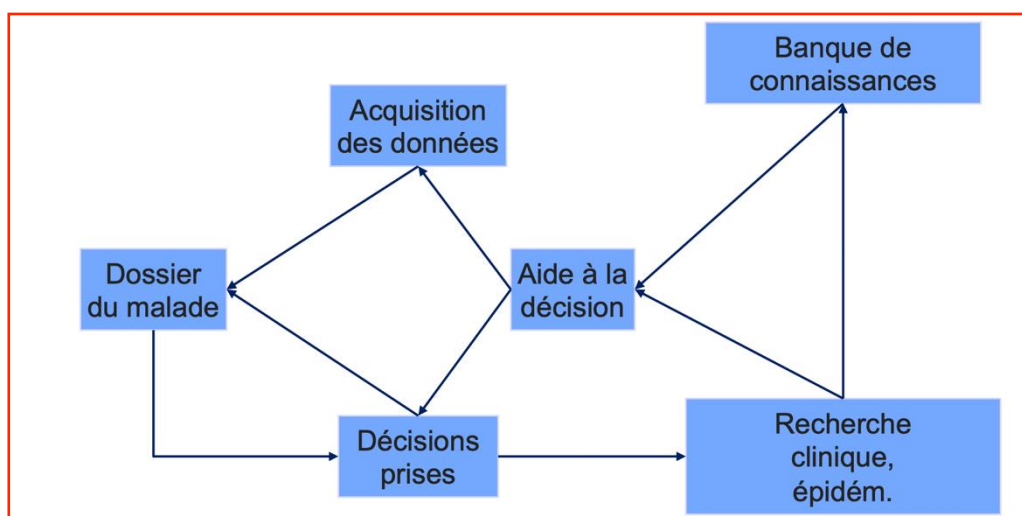 Banque de
connaissances
Acquisition
des données
Dossier
du malade
Aide à la
décision
Décisions
prises
Recherche
clinique,
épidém.